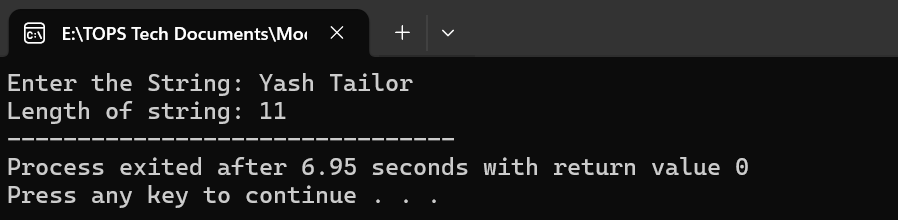 E:\TOPS Tech Documents\Mod
Enter the String: Yash Tailor
Length of string: 11
--------------------------------
Process exited after 6.95 seconds with return value 0
Press any key to continue . . .